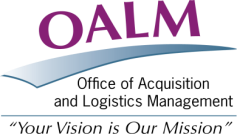 OALM
Office of Acquisition
and Logistics Management
"Your Vision is Our Mission"